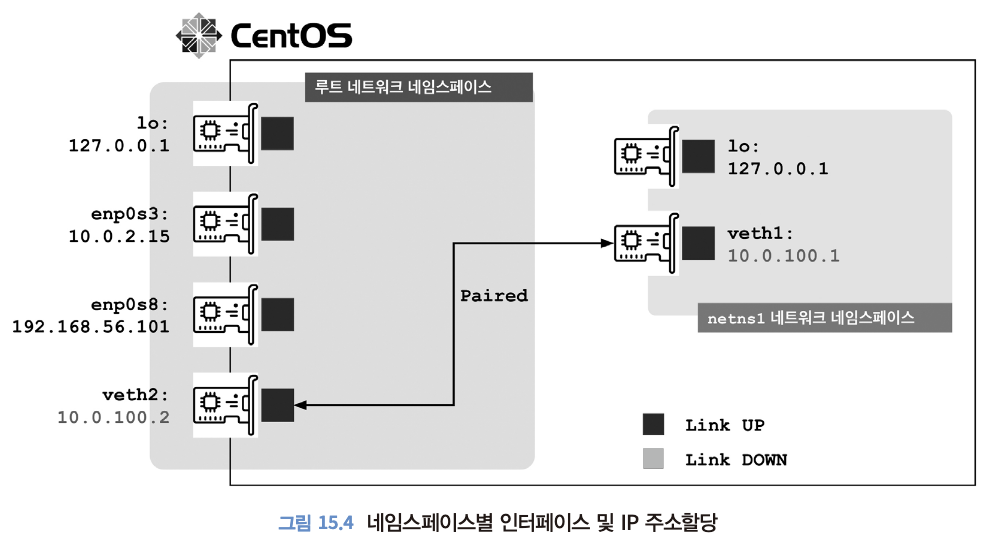 CentOS
루트 네트워크 네임스페이스
lo:
127.0.0.1
enp0s3:
10.0.2.15
enp0s8:
192.168.56.101
veth2:
10.0.100.2
Paired
lo:
127.0.0.1
veth1:
10.0.100.1
netns1 네트워크 네임스페이스
Link UP
Link DOWN
그림 15.4 네임스페이스별 인터페이스 및 IP 주소할당